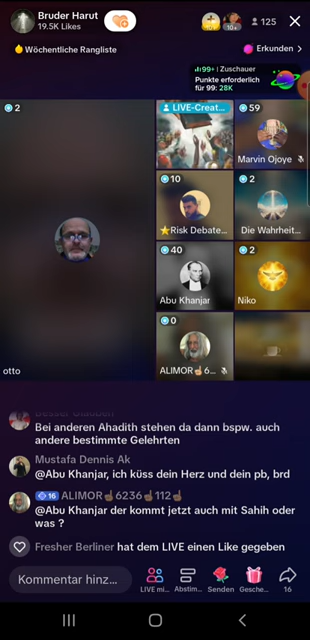 Bruder Harut
19.5K Likes
10+
125
Wöchentliche Rangliste
Erkunden >
99+ | Zuschauer
Punkte erforderlich
für 99: 28K
2
LIVE-Creat...
59
Marvin Ojoye
10
Risk Debate...
2
Die Wahrheit...
40
Abu Khanjar
2
Niko
otto
0
ALIMOR☝🏽6...
Besser Glauben
Bei anderen Ahadith stehen da dann bspw. auch
andere bestimmte Gelehrten
Mustafa Dennis Ak
@Abu Khanjar, ich küss dein Herz und dein pb, brd
16 ALIMOR☝🏽6236☝🏽112☝🏽
@Abu Khanjar der kommt jetzt auch mit Sahih oder
was ?
Fresher Berliner hat dem LIVE einen Like gegeben
Kommentar hinz...
LIVE mi...
Abstim...
Senden
Gesche...
16